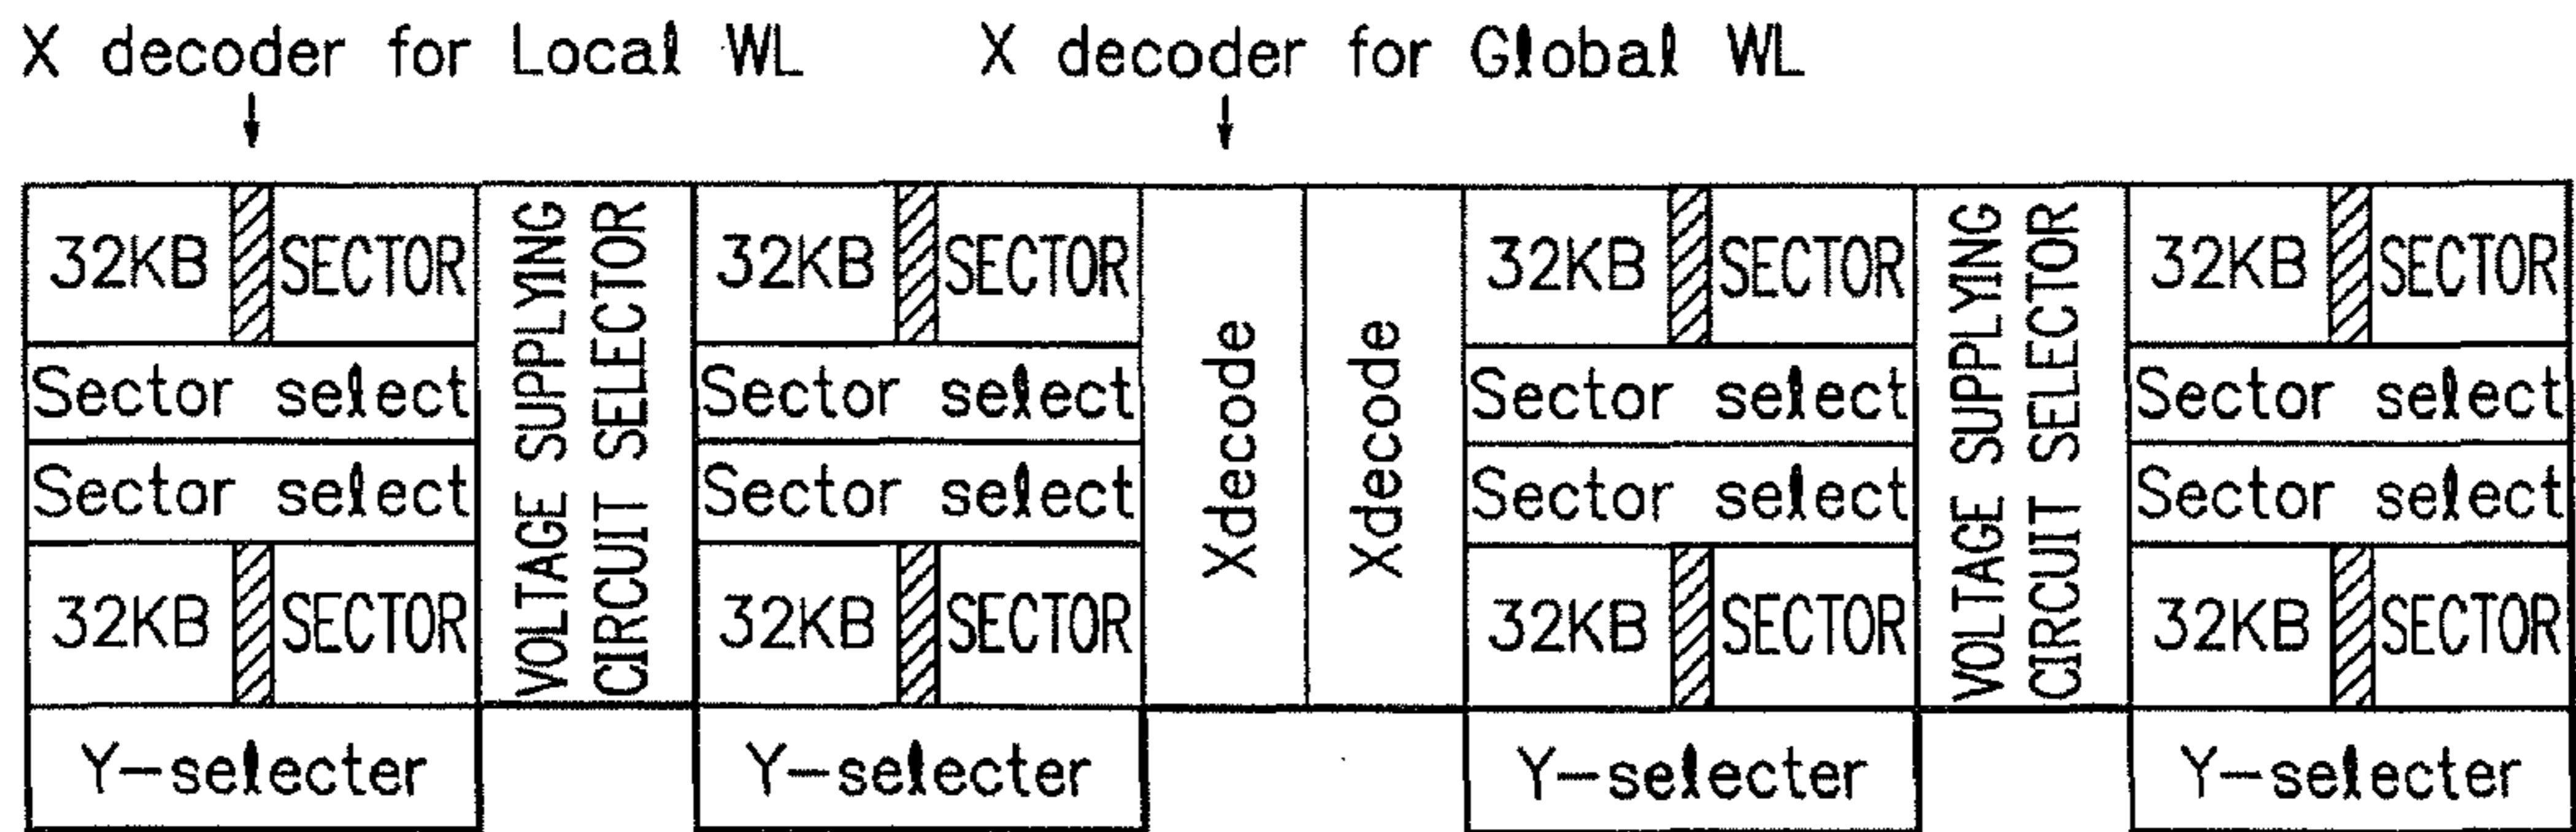 X decoder for Local WL
X decoder for Global WL
32KB SECTOR
VOLTAGE SUPPLYING
CIRCUIT SELECTOR
32KB SECTOR
Xdecode
Xdecode
32KB SECTOR
VOLTAGE SUPPLYING
CIRCUIT SELECTOR
32KB SECTOR
Sector select
Sector select
Sector select
Sector select
Sector select
Sector select
Sector select
Sector select
32KB SECTOR
32KB SECTOR
32KB SECTOR
32KB SECTOR
Y-selecter
Y-selecter
Y-selecter
Y-selecter